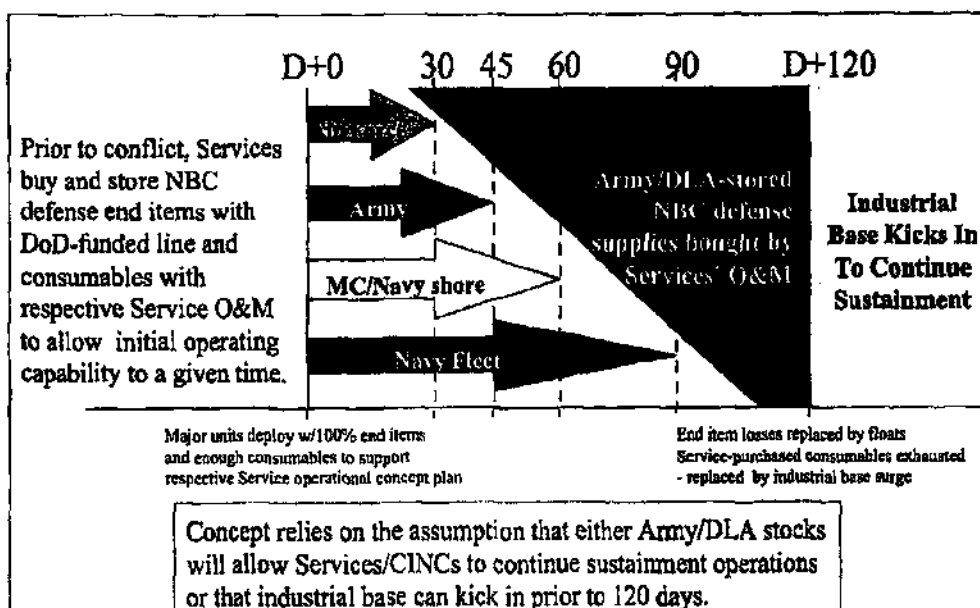 D+0 30 45 60 90 D+120
Prior to conflict, Services
buy and store NBC
defense end items with
DoD-funded line and
consumables with
respective Service O&M
to allow initial operating
capability to a given time.
Army
MC/Navy shore
Navy Fleet
Army/DLA-stored
NBC defense
supplies bought by
Services' O&M
Industrial
Base Kicks In
To Continue
Sustainment
Major units deploy w/100% end items
and enough consumables to support
respective Service operational concept plan
End item losses replaced by floats
Service-purchased consumables exhausted
- replaced by industrial base surge
Concept relies on the assumption that either Army/DLA stocks
will allow Services/CINCs to continue sustainment operations
or that industrial base can kick in prior to 120 days.